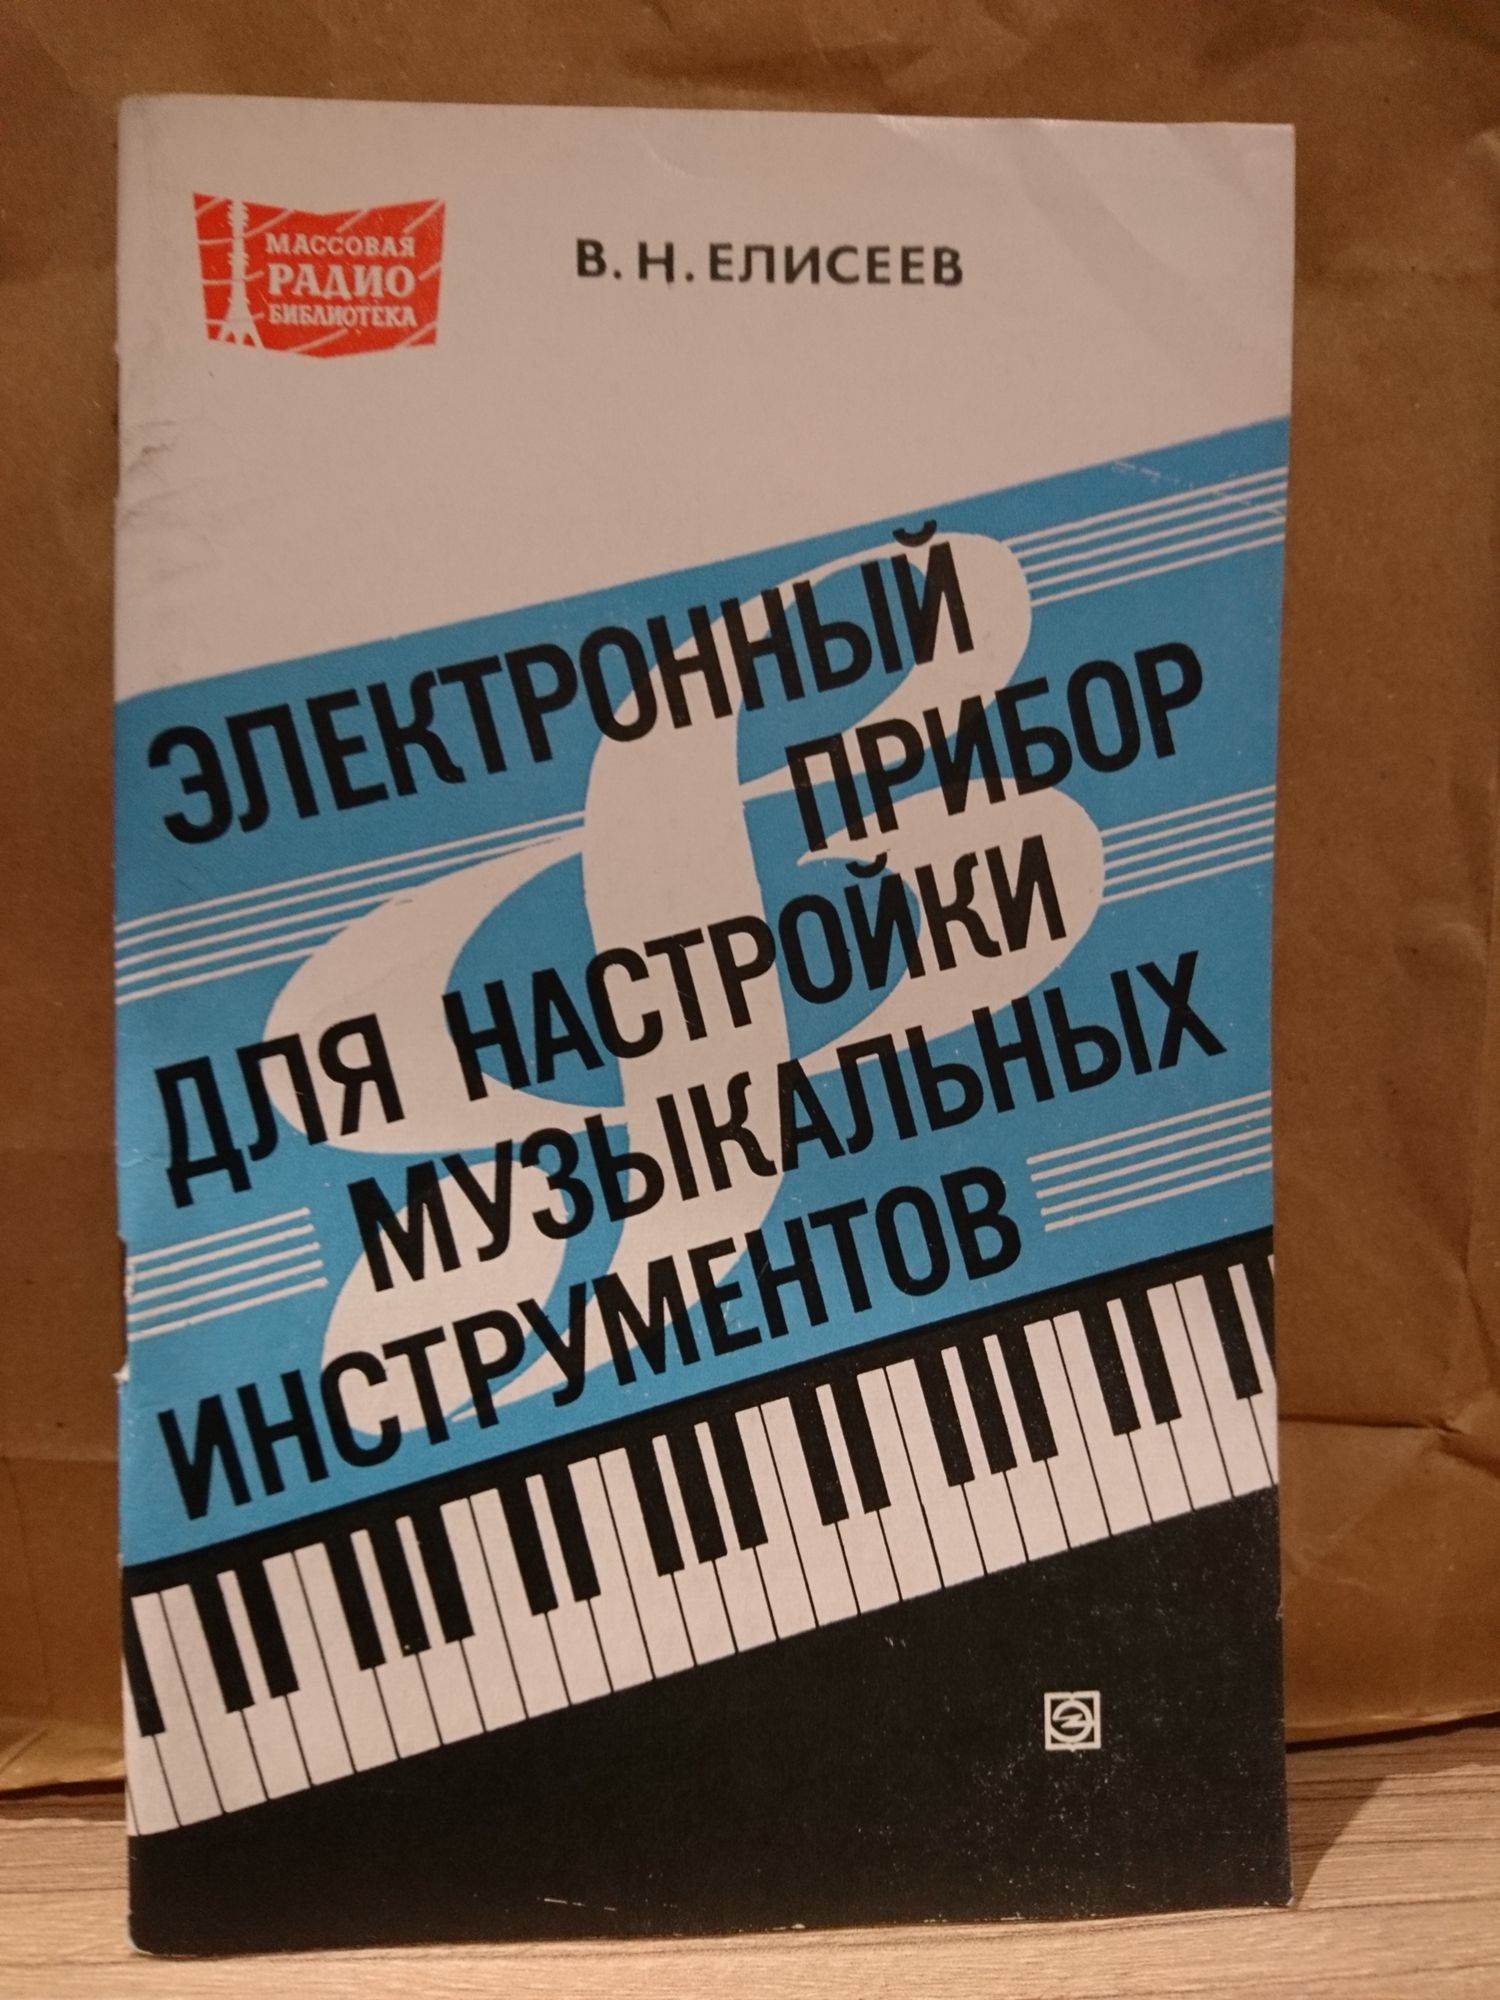 МАССОВАЯ
РАДИО
БИБЛИОТЕКА
В. Н. ЕЛИСЕЕВ
ЭЛЕКТРОННЫЙ
ПРИБОР
ДЛЯ НАСТРОЙКИ
МУЗЫКАЛЬНЫХ
ИНСТРУМЕНТОВ